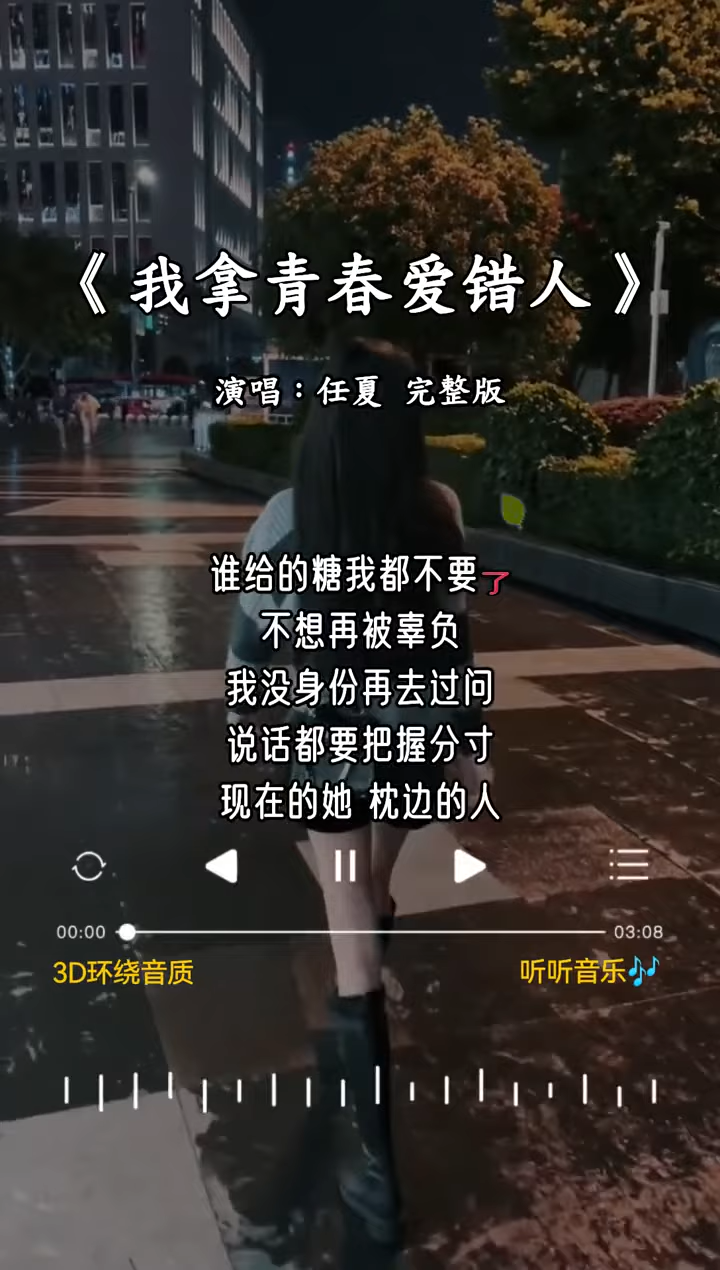 《我拿青春爱错人》
演唱：任夏 完整版
谁给的糖我都不要了
不想再被辜负
我没身份再去过问
说话都要把握分寸
现在的她 枕边的人
00:00 03:08
3D环绕音质 听听音乐🎶